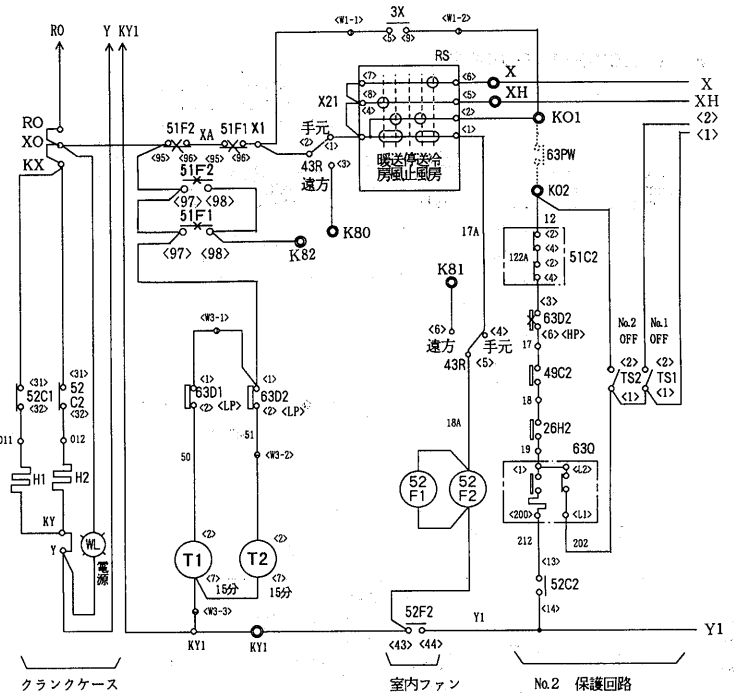 RO
Y KY1
<W1-1>
3X
<5> <9>
<W1-2>
RS
RO
XO
KX
51F2
XA
51F1
X1
<95> <96> <95> <96>
51F2
<97> <98>
51F1
<97> <98>
K82
手元
<2> <1>
43R
<3>
遠方
K80
X21
<7>
<8>
<4>
<6>
<5>
<2>
<1>
暖送停送冷
房風止風房
X
XH
X
XH
<2>
<1>
KO1
63PW
KO2
12
<2>
<4>
122A
<2>
<4>
51C2
17A
K81
<6>
遠方
<4>
手元
43R
<5>
<3>
63D2
<6> <HP>
17
49C2
18
26H2
19
63Q
<1>
<L2>
<200>
<L1>
212
202
<13>
52C2
<14>
No.2 OFF
No.1 OFF
<2>
TS2
<1>
<2>
TS1
<1>
<W3-1>
<1>
63D1
<2> <LP>
<1>
63D2
<2> <LP>
50
51
<W3-2>
<31>
52C1
<32>
<31>
52 C2
<32>
011
012
H1
H2
KY
Y
WL
電源
<2>
T1
<7>
15分
<2>
T2
<7>
15分
<W3-3>
KY1
KY1
18A
52 F1
52 F2
52F2
<43> <44>
Y1
Y1
クランクケース
室内ファン
No.2 保護回路